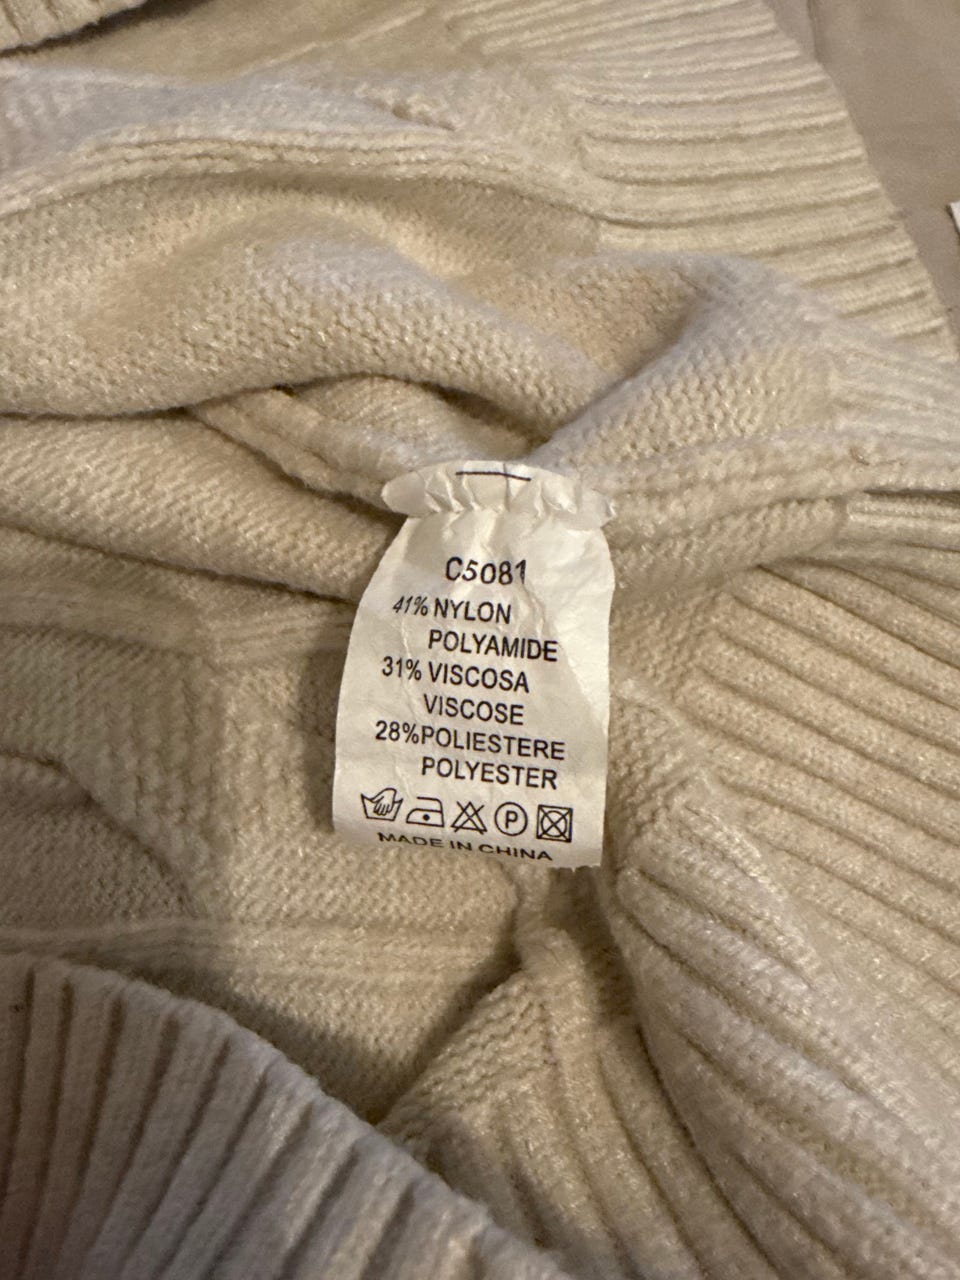 C5081
41% NYLON
POLYAMIDE
31% VISCOSA
VISCOSE
28% POLIESTERE
POLYESTER
P
MADE IN CHINA